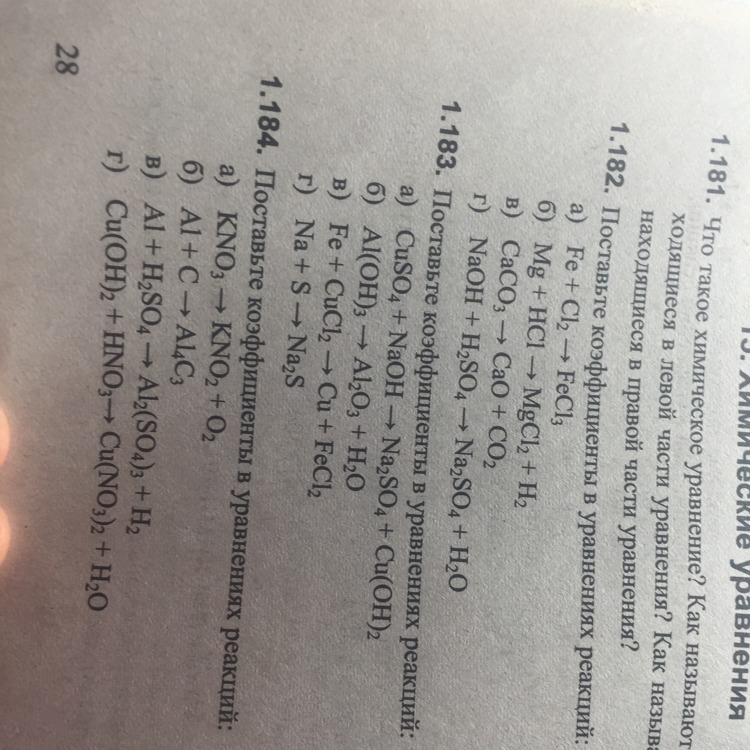 Химические уравнения
1.181. Что такое химическое уравнение? Как называют
ходящиеся в левой части уравнения? Как назыв
находящиеся в правой части уравнения?
1.182. Поставьте коэффициенты в уравнениях реакций:
а) Fe + Cl₂ → FeCl₃
б) Mg + HCl → MgCl₂ + H₂
в) CaCO₃ → CaO + CO₂
г) NaOH + H₂SO₄ → Na₂SO₄ + H₂O
1.183. Поставьте коэффициенты в уравнениях реакций:
а) CuSO₄ + NaOH → Na₂SO₄ + Cu(OH)₂
б) Al(OH)₃ → Al₂O₃ + H₂O
в) Fe + CuCl₂ → Cu + FeCl₂
г) Na + S → Na₂S
1.184. Поставьте коэффициенты в уравнениях реакций:
а) KNO₃ → KNO₂ + O₂
б) Al + C → Al₄C₃
в) Al + H₂SO₄ → Al₂(SO₄)₃ + H₂
г) Cu(OH)₂ + HNO₃ → Cu(NO₃)₂ + H₂O
28